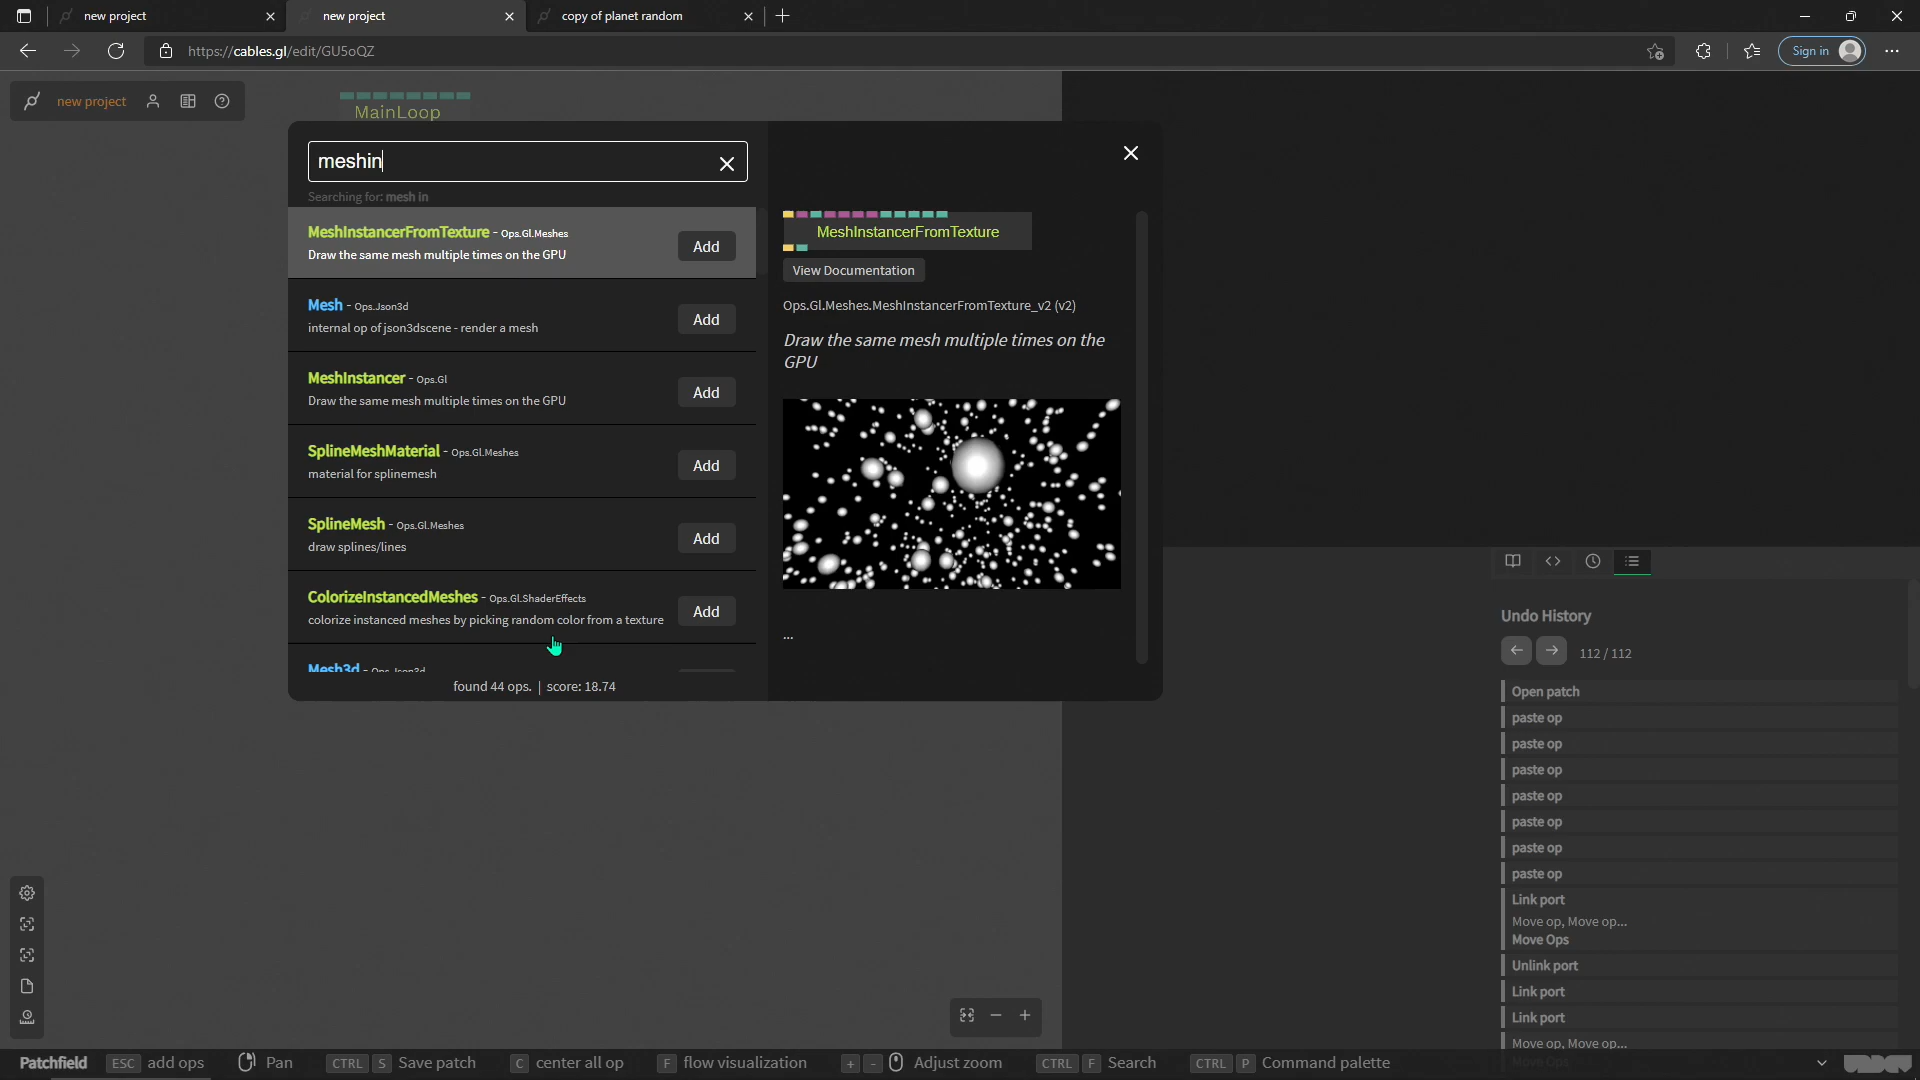 new project
new project
copy of planet random
https://cables.gl/edit/GU5oQZ
Sign in
new project
MainLoop
meshin
Searching for: mesh in
MeshInstancerFromTexture - Ops.Gl.Meshes
Draw the same mesh multiple times on the GPU
Add
Mesh - Ops.Json3d
internal op of json3dscene - render a mesh
Add
MeshInstancer - Ops.Gl
Draw the same mesh multiple times on the GPU
Add
SplineMeshMaterial - Ops.Gl.Meshes
material for splinemesh
Add
SplineMesh - Ops.Gl.Meshes
draw splines/lines
Add
ColorizeInstancedMeshes - Ops.Gl.ShaderEffects
colorize instanced meshes by picking random color from a texture
Add
Mesh3d - Ops.Json3d
found 44 ops. | score: 18.74
MeshInstancerFromTexture
View Documentation
Ops.Gl.Meshes.MeshInstancerFromTexture_v2 (v2)
Draw the same mesh multiple times on the
GPU
...
Undo History
112 / 112
Open patch
paste op
paste op
paste op
paste op
paste op
paste op
paste op
Link port
Move op, Move op...
Move Ops
Unlink port
Link port
Link port
Move op, Move op...
Move Ops
Patchfield ESC add ops Pan CTRL S Save patch C center all op F flow visualization + - Adjust zoom CTRL F Search CTRL P Command palette